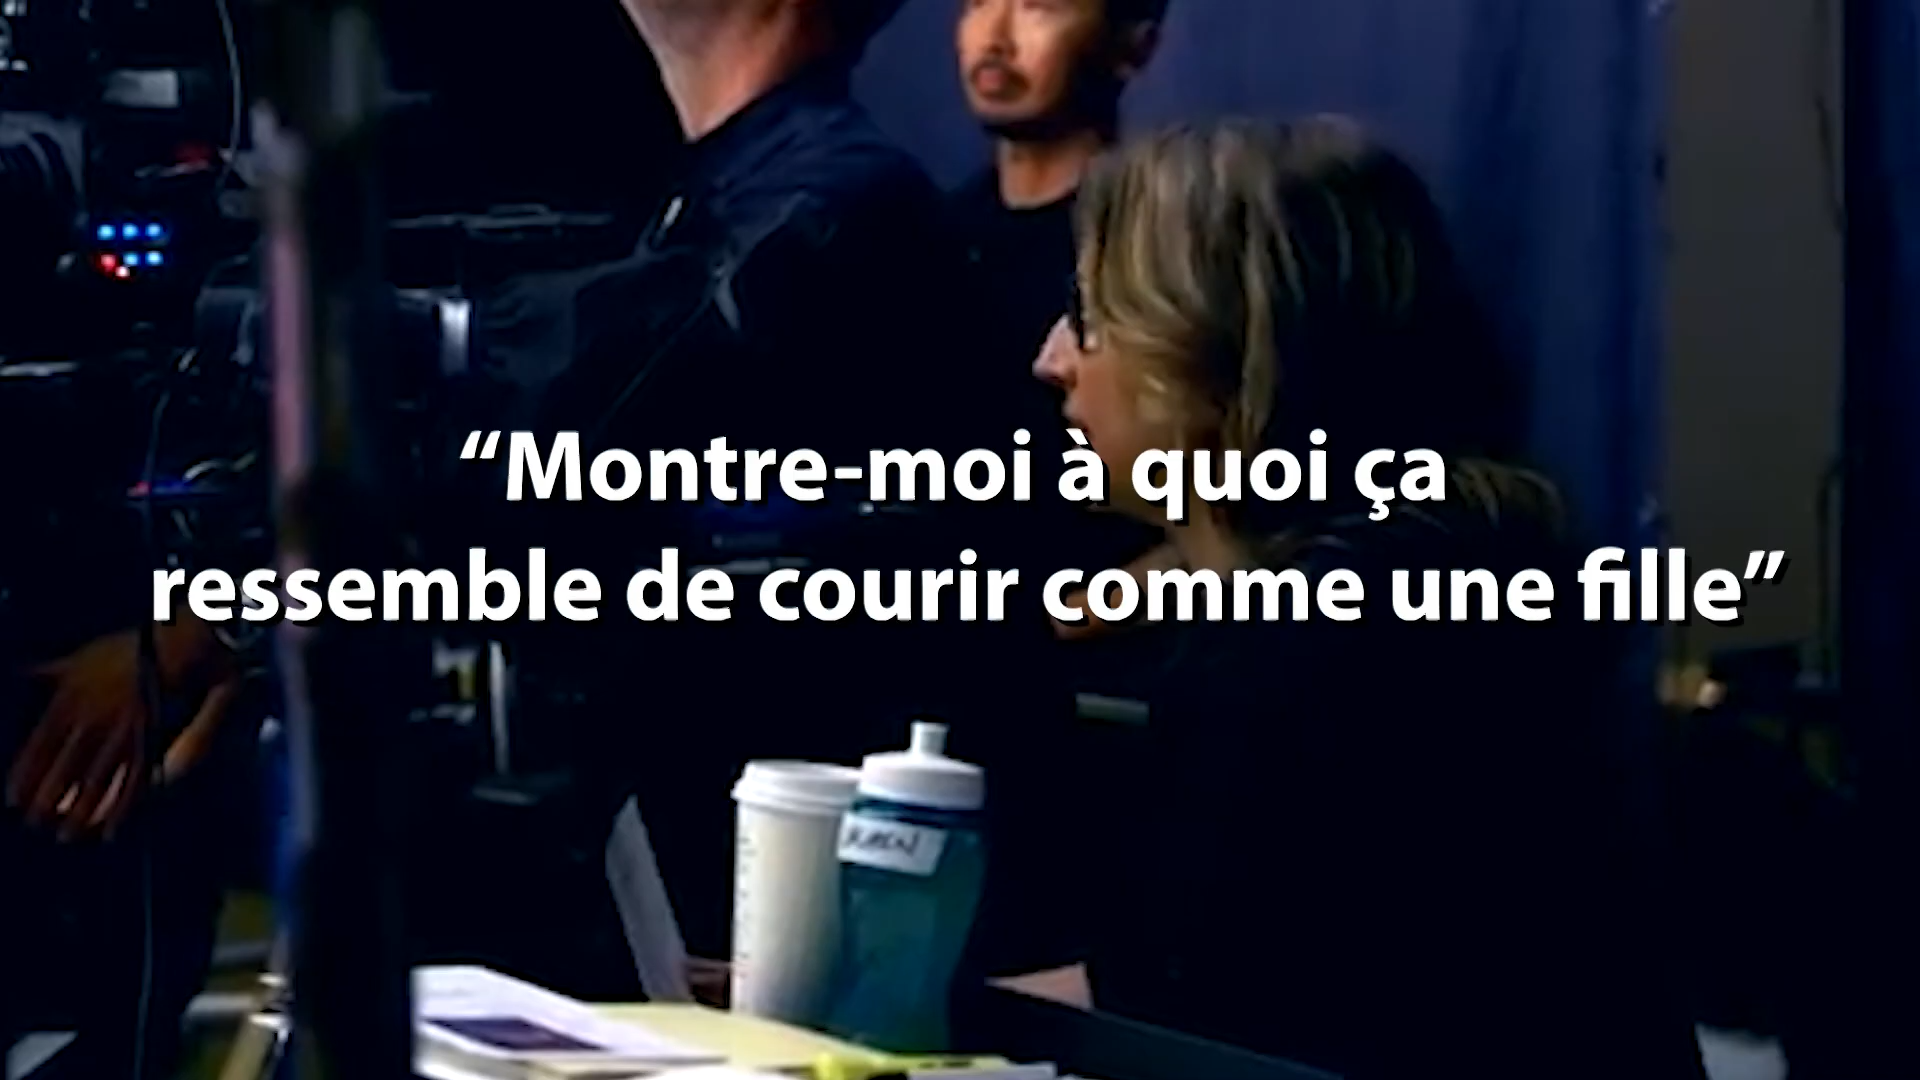 “Montre-moi à quoi ça
ressemble de courir comme une fille”